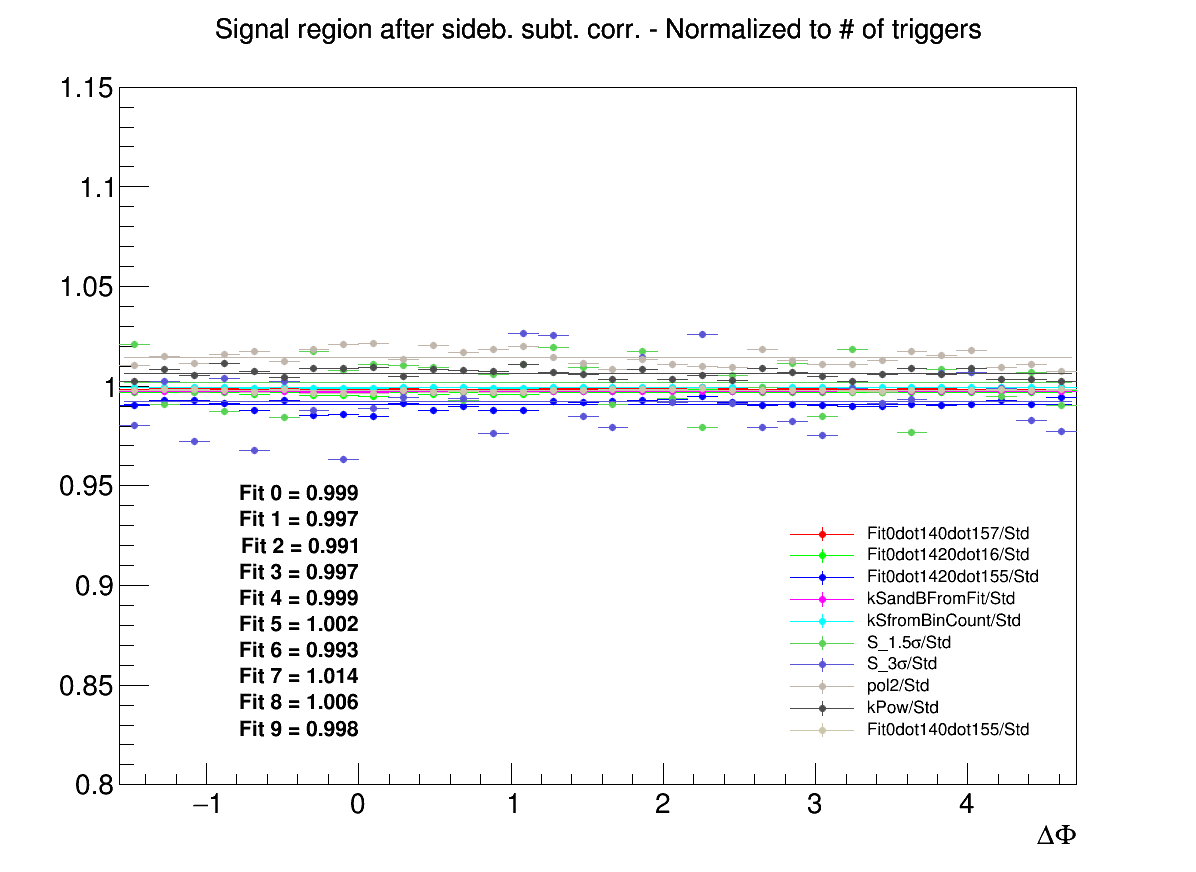 Signal region after sideb. subt. corr. - Normalized to # of triggers
1.15
1.1
1.05
1
0.95
0.9
0.85
0.8
Fit 0 = 0.999
Fit 1 = 0.997
Fit 2 = 0.991
Fit 3 = 0.997
Fit 4 = 0.999
Fit 5 = 1.002
Fit 6 = 0.993
Fit 7 = 1.014
Fit 8 = 1.006
Fit 9 = 0.998
Fit0dot140dot157/Std
Fit0dot1420dot16/Std
Fit0dot1420dot155/Std
kSandBFromFit/Std
kSfromBinCount/Std
S_1.5σ/Std
S_3σ/Std
pol2/Std
kPow/Std
Fit0dot140dot155/Std
−1 0 1 2 3 4
ΔΦ